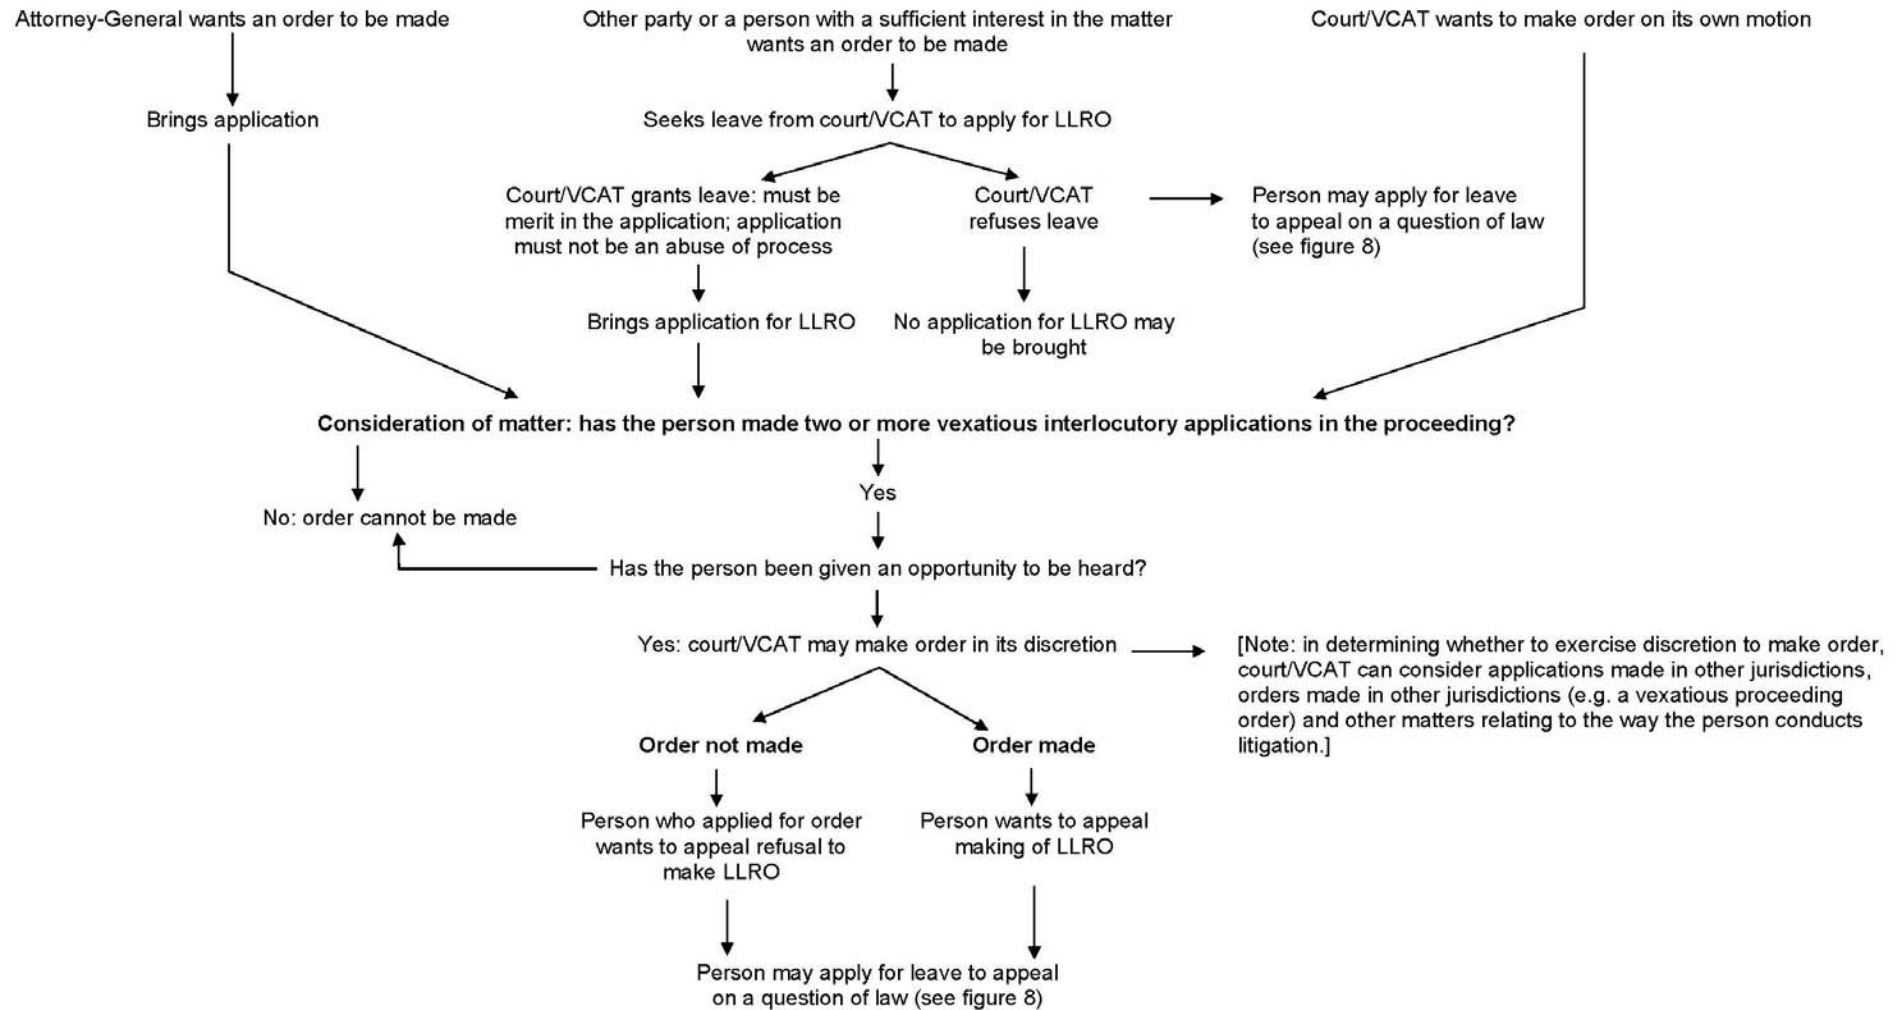 Attorney-General wants an order to be made
Other party or a person with a sufficient interest in the matter
wants an order to be made
Court/VCAT wants to make order on its own motion
Brings application
Seeks leave from court/VCAT to apply for LLRO
Court/VCAT grants leave: must be
merit in the application; application
must not be an abuse of process
Court/VCAT
refuses leave
Person may apply for leave
to appeal on a question of law
(see figure 8)
Brings application for LLRO
No application for LLRO may
be brought
Consideration of matter: has the person made two or more vexatious interlocutory applications in the proceeding?
Yes
No: order cannot be made
Has the person been given an opportunity to be heard?
Yes: court/VCAT may make order in its discretion
[Note: in determining whether to exercise discretion to make order,
court/VCAT can consider applications made in other jurisdictions,
orders made in other jurisdictions (e.g. a vexatious proceeding
order) and other matters relating to the way the person conducts
litigation.]
Order not made
Order made
Person who applied for order
wants to appeal refusal to
make LLRO
Person wants to appeal
making of LLRO
Person may apply for leave to appeal
on a question of law (see figure 8)